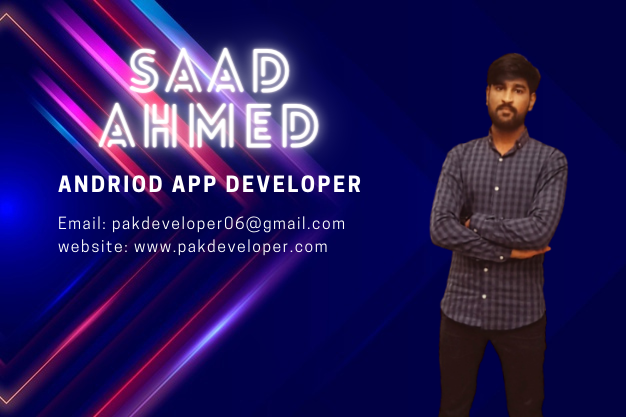 SAAD
AHMED
ANDRIOD APP DEVELOPER
Email: pakdeveloper06@gmail.com
website: www.pakdeveloper.com